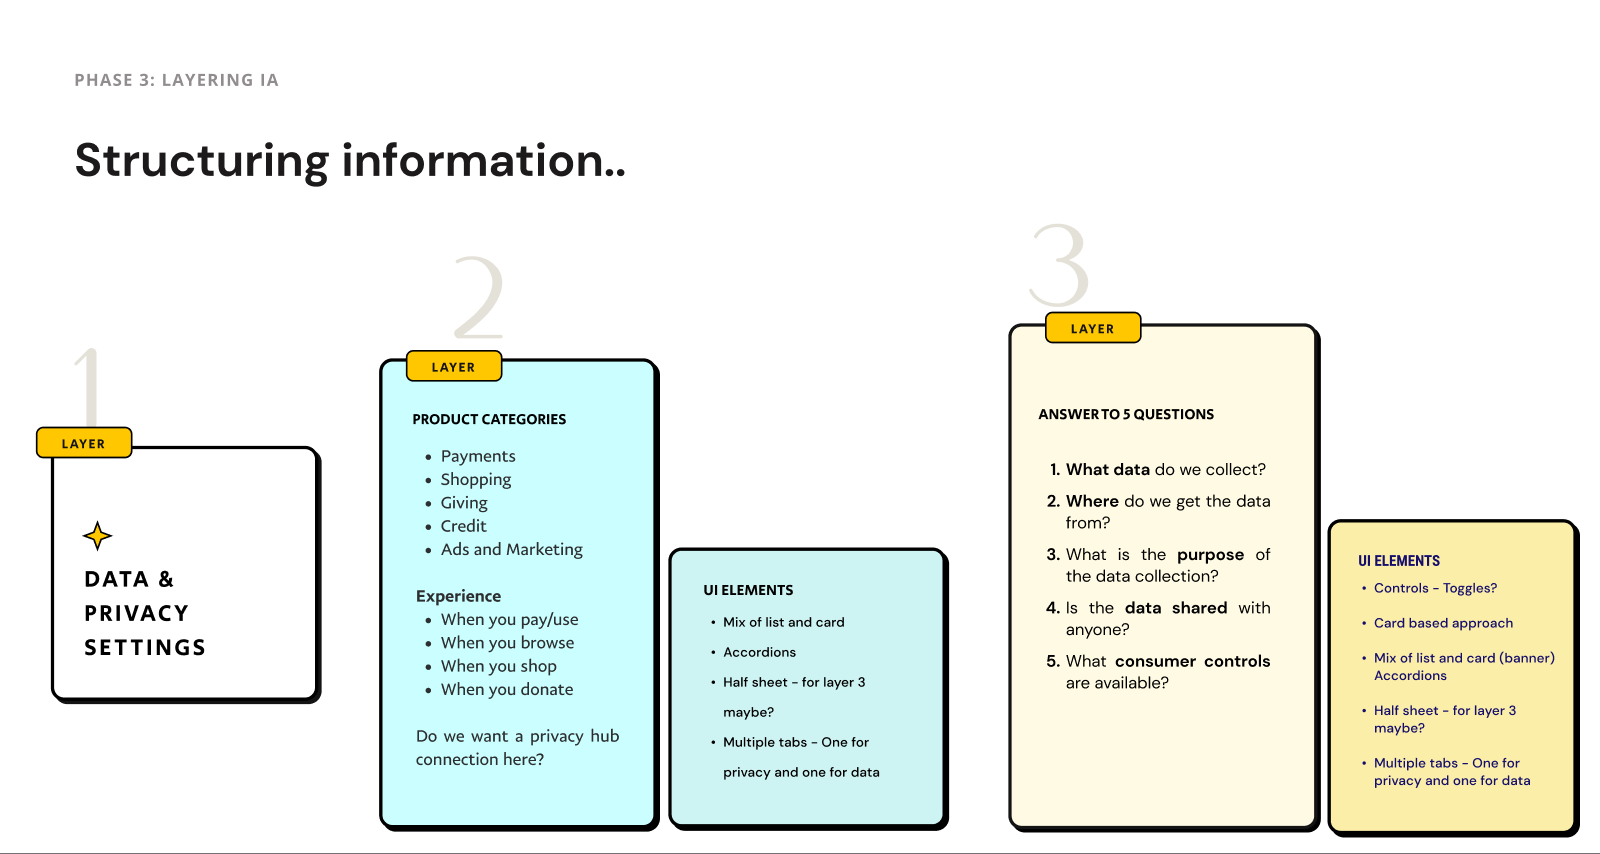 PHASE 3: LAYERING IA
Structuring information..
1
LAYER
DATA &
PRIVACY
SETTINGS
2
LAYER
PRODUCT CATEGORIES
• Payments
• Shopping
• Giving
• Credit
• Ads and Marketing
Experience
• When you pay/use
• When you browse
• When you shop
• When you donate
Do we want a privacy hub
connection here?
UI ELEMENTS
• Mix of list and card
• Accordions
• Half sheet - for layer 3
maybe?
• Multiple tabs - One for
privacy and one for data
3
LAYER
ANSWER TO 5 QUESTIONS
1. What data do we collect?
2. Where do we get the data
from?
3. What is the purpose of
the data collection?
4. Is the data shared with
anyone?
5. What consumer controls
are available?
UI ELEMENTS
• Controls - Toggles?
• Card based approach
• Mix of list and card (banner)
Accordions
• Half sheet - for layer 3
maybe?
• Multiple tabs - One for
privacy and one for data